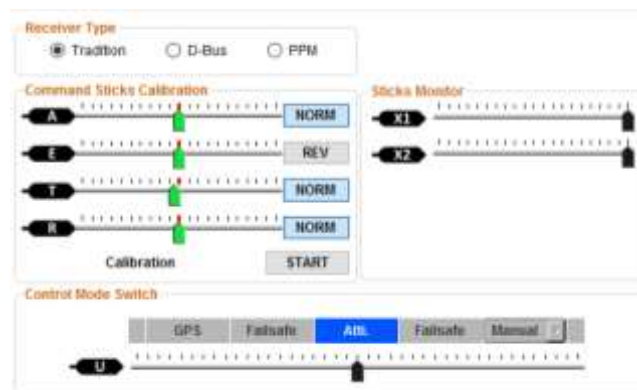 Receiver Type
Tradition D-Bus PPM
Command Sticks Calibration
A NORM
E REV
T NORM
R NORM
Calibration START
Sticks Monitor
X1
X2
Control Mode Switch
GPS Failsafe Atti. Failsafe Manual
U